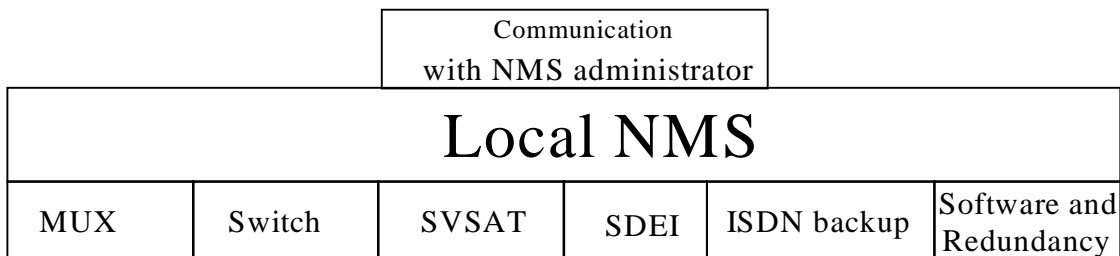 Communication
with NMS administrator
Local NMS
MUX
Switch
SVSAT
SDEI
ISDN backup
Software and
Redundancy